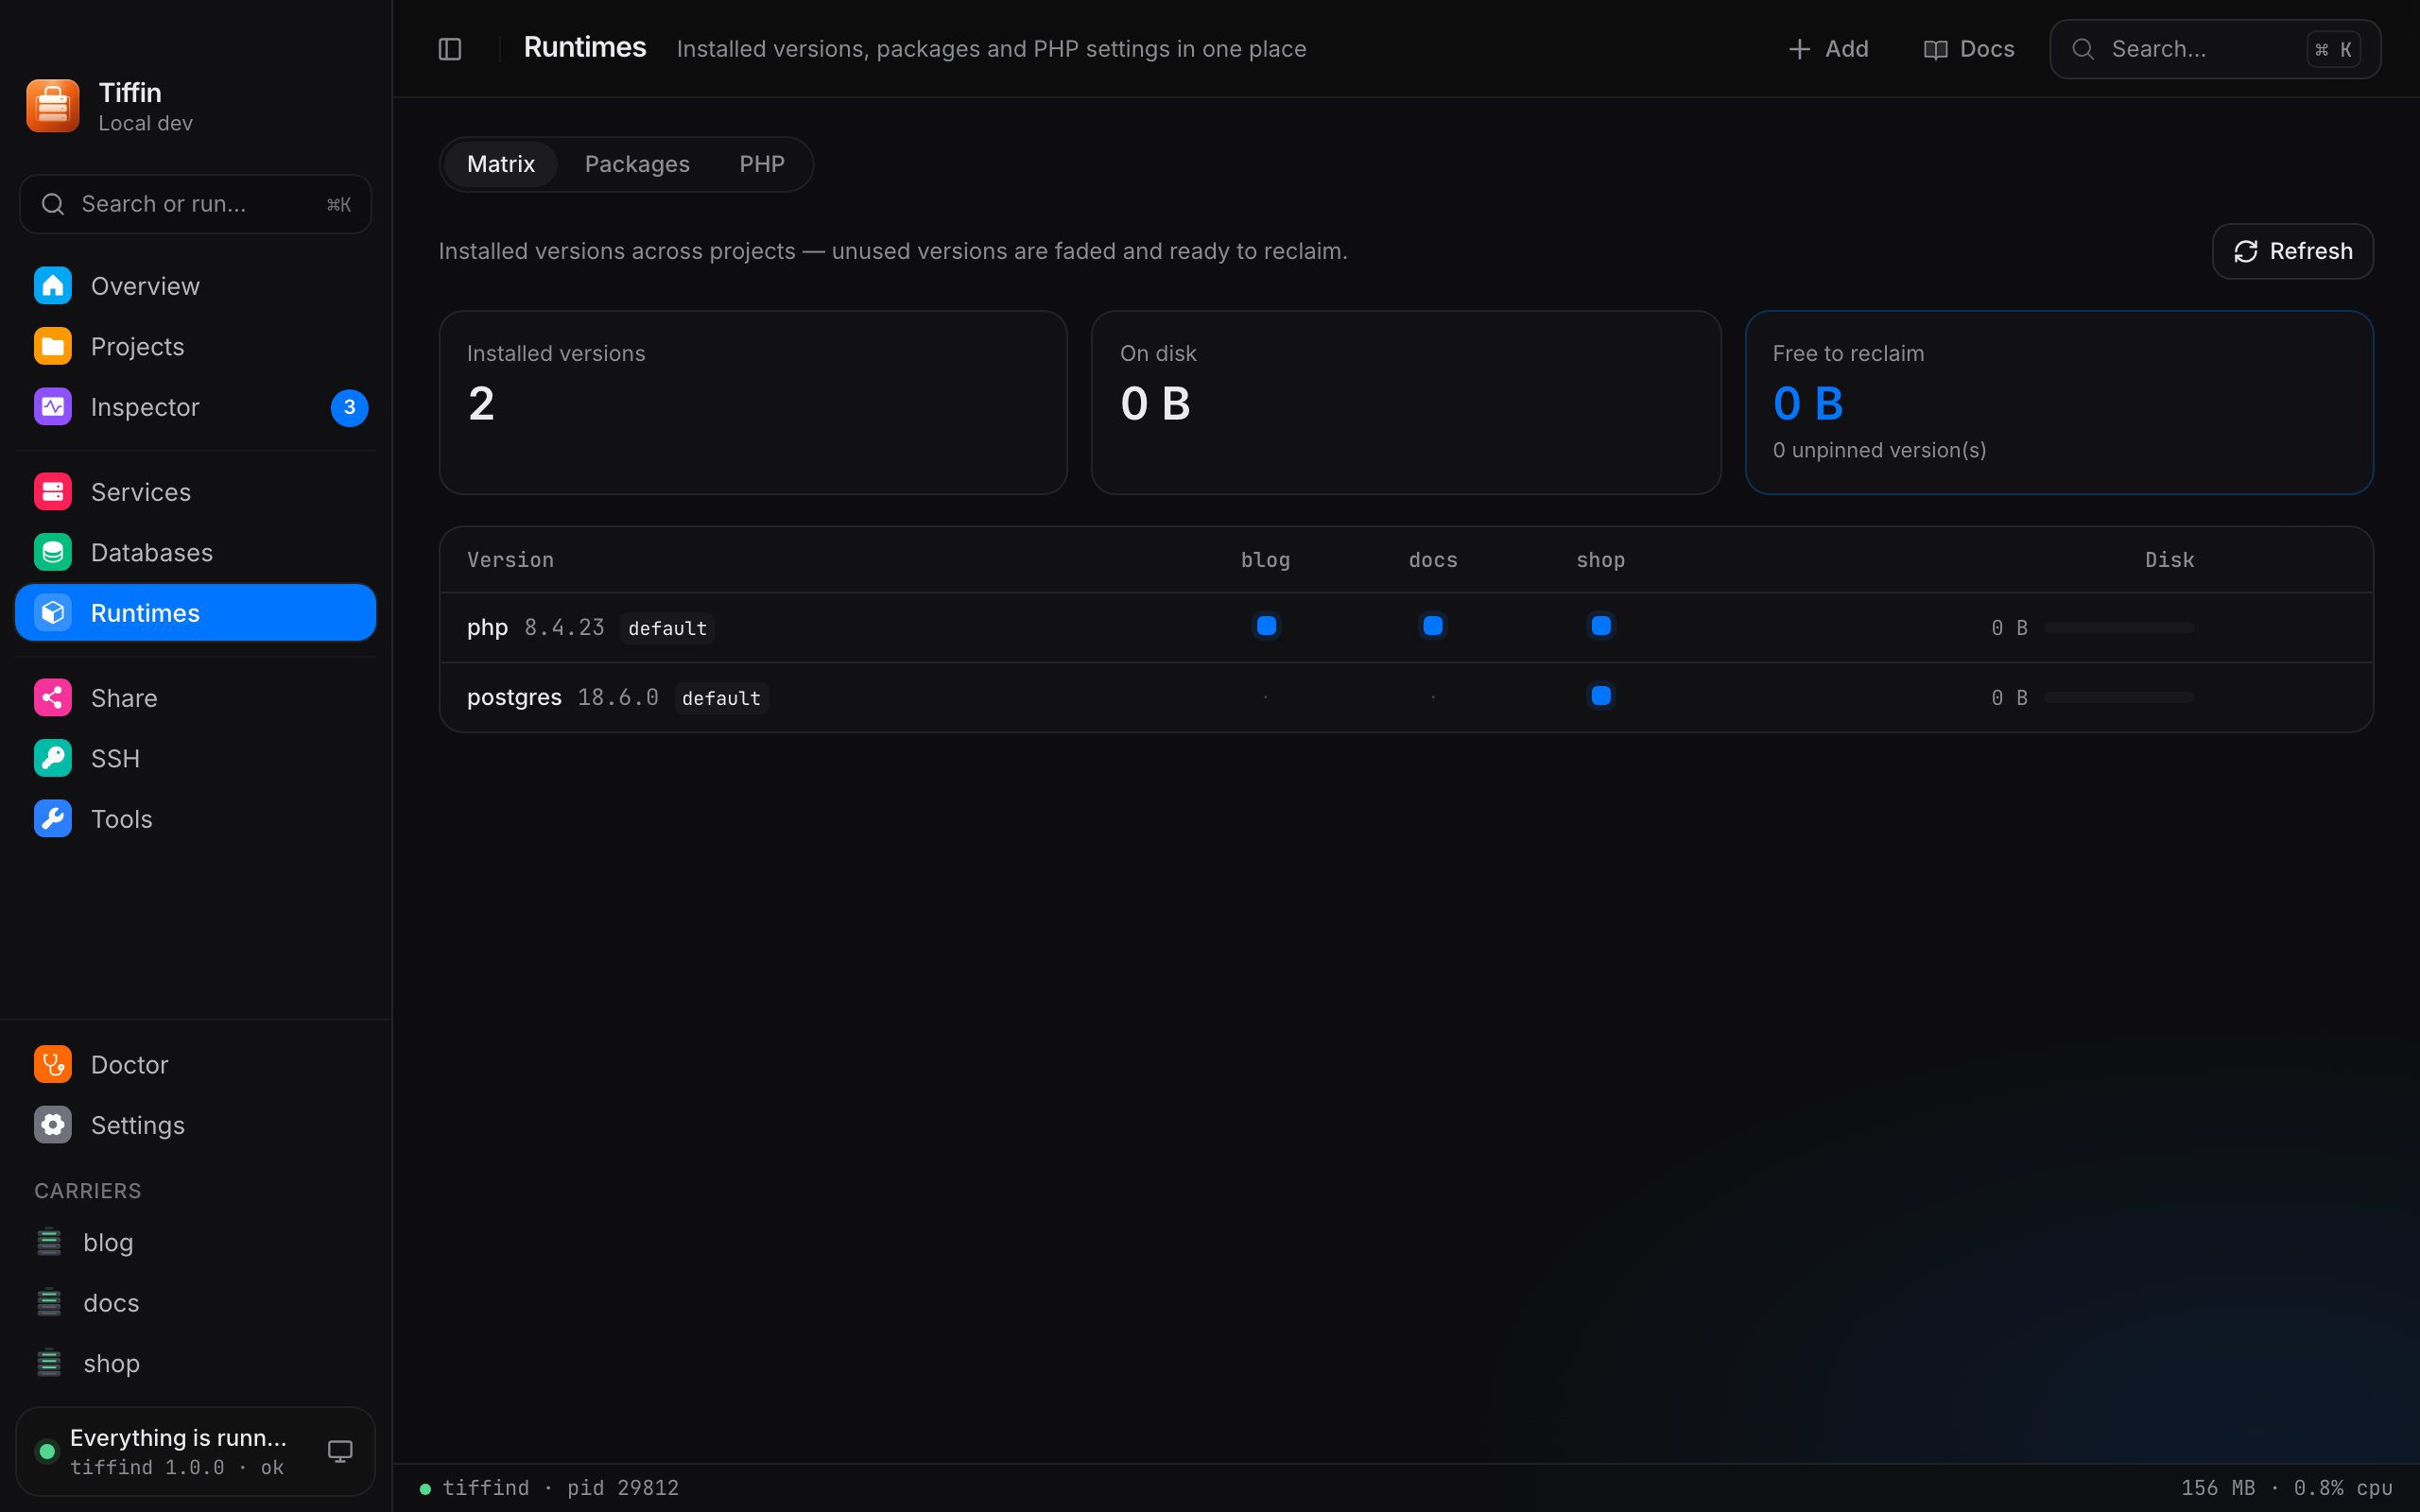 Tiffin
Local dev
Search or run...
⌘K
Overview
Projects
Inspector
3
Services
Databases
Runtimes
Share
SSH
Tools
Doctor
Settings
CARRIERS
blog
docs
shop
Everything is runn...
tiffind 1.0.0 · ok
Runtimes
Installed versions, packages and PHP settings in one place
Add
Docs
Search...
⌘ K
Matrix
Packages
PHP
Installed versions across projects — unused versions are faded and ready to reclaim.
Refresh
Installed versions
2
On disk
0 B
Free to reclaim
0 B
0 unpinned version(s)
Version blog docs shop Disk
php 8.4.23 default 0 B
postgres 18.6.0 default · · 0 B
tiffind · pid 29812
156 MB · 0.8% cpu